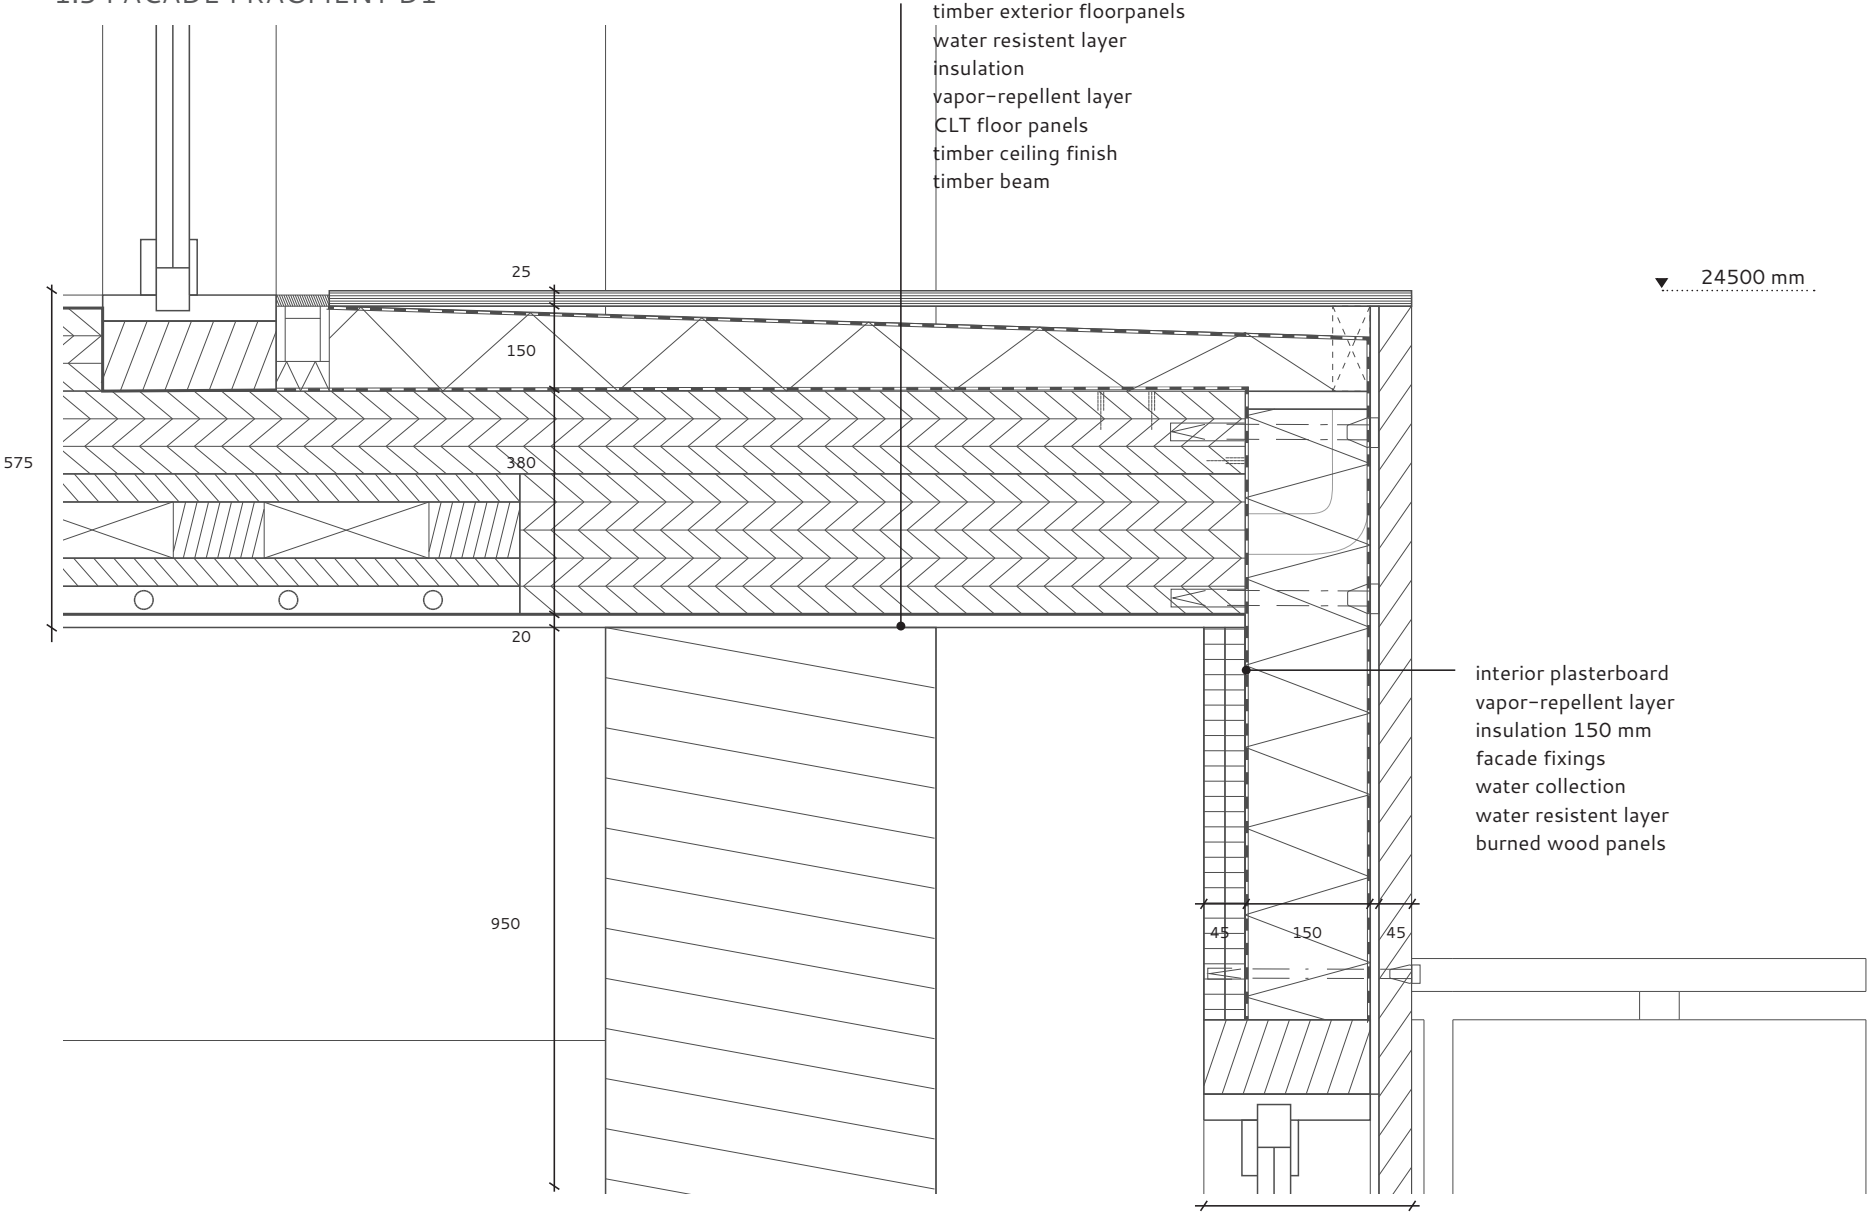 1:5 FACADE FRAGMENT D1
timber exterior floorpanels
water resistent layer
insulation
vapor-repellent layer
CLT floor panels
timber ceiling finish
timber beam
25
24500 mm
150
575
380
20
interior plasterboard
vapor-repellent layer
insulation 150 mm
facade fixings
water collection
water resistent layer
burned wood panels
950
45
150
45